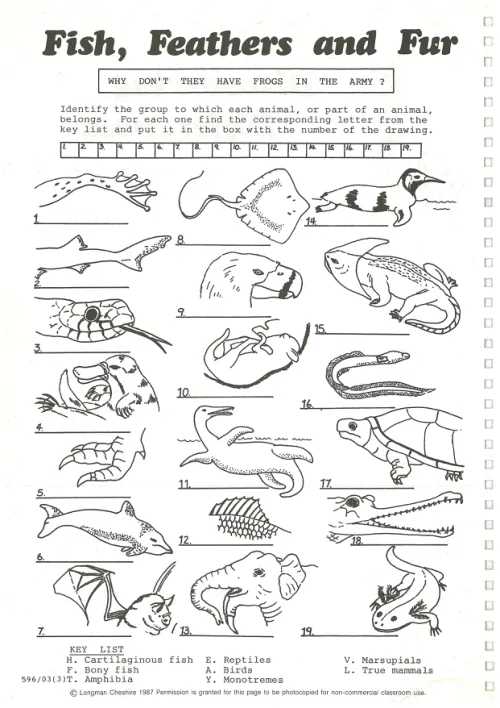 Fish, Feathers and Fur
WHY DON'T THEY HAVE FROGS IN THE ARMY ?
Identify the group to which each animal, or part of an animal,
belongs. For each one find the corresponding letter from the
key list and put it in the box with the number of the drawing.
1. 2. 3. 4. 5. 6. 7. 8. 9. 10. 11. 12. 13. 14. 15. 16. 17. 18. 19.
1.
8.
14.
2.
9.
15.
3.
10.
16.
4.
11.
17.
5.
12.
18.
6.
7.
13.
19.
KEY LIST
H. Cartilaginous fish E. Reptiles V. Marsupials
F. Bony fish A. Birds L. True mammals
596/03(3) T. Amphibia Y. Monotremes
© Longman Cheshire 1987 Permission is granted for this page to be photocopied for non-commercial classroom use.